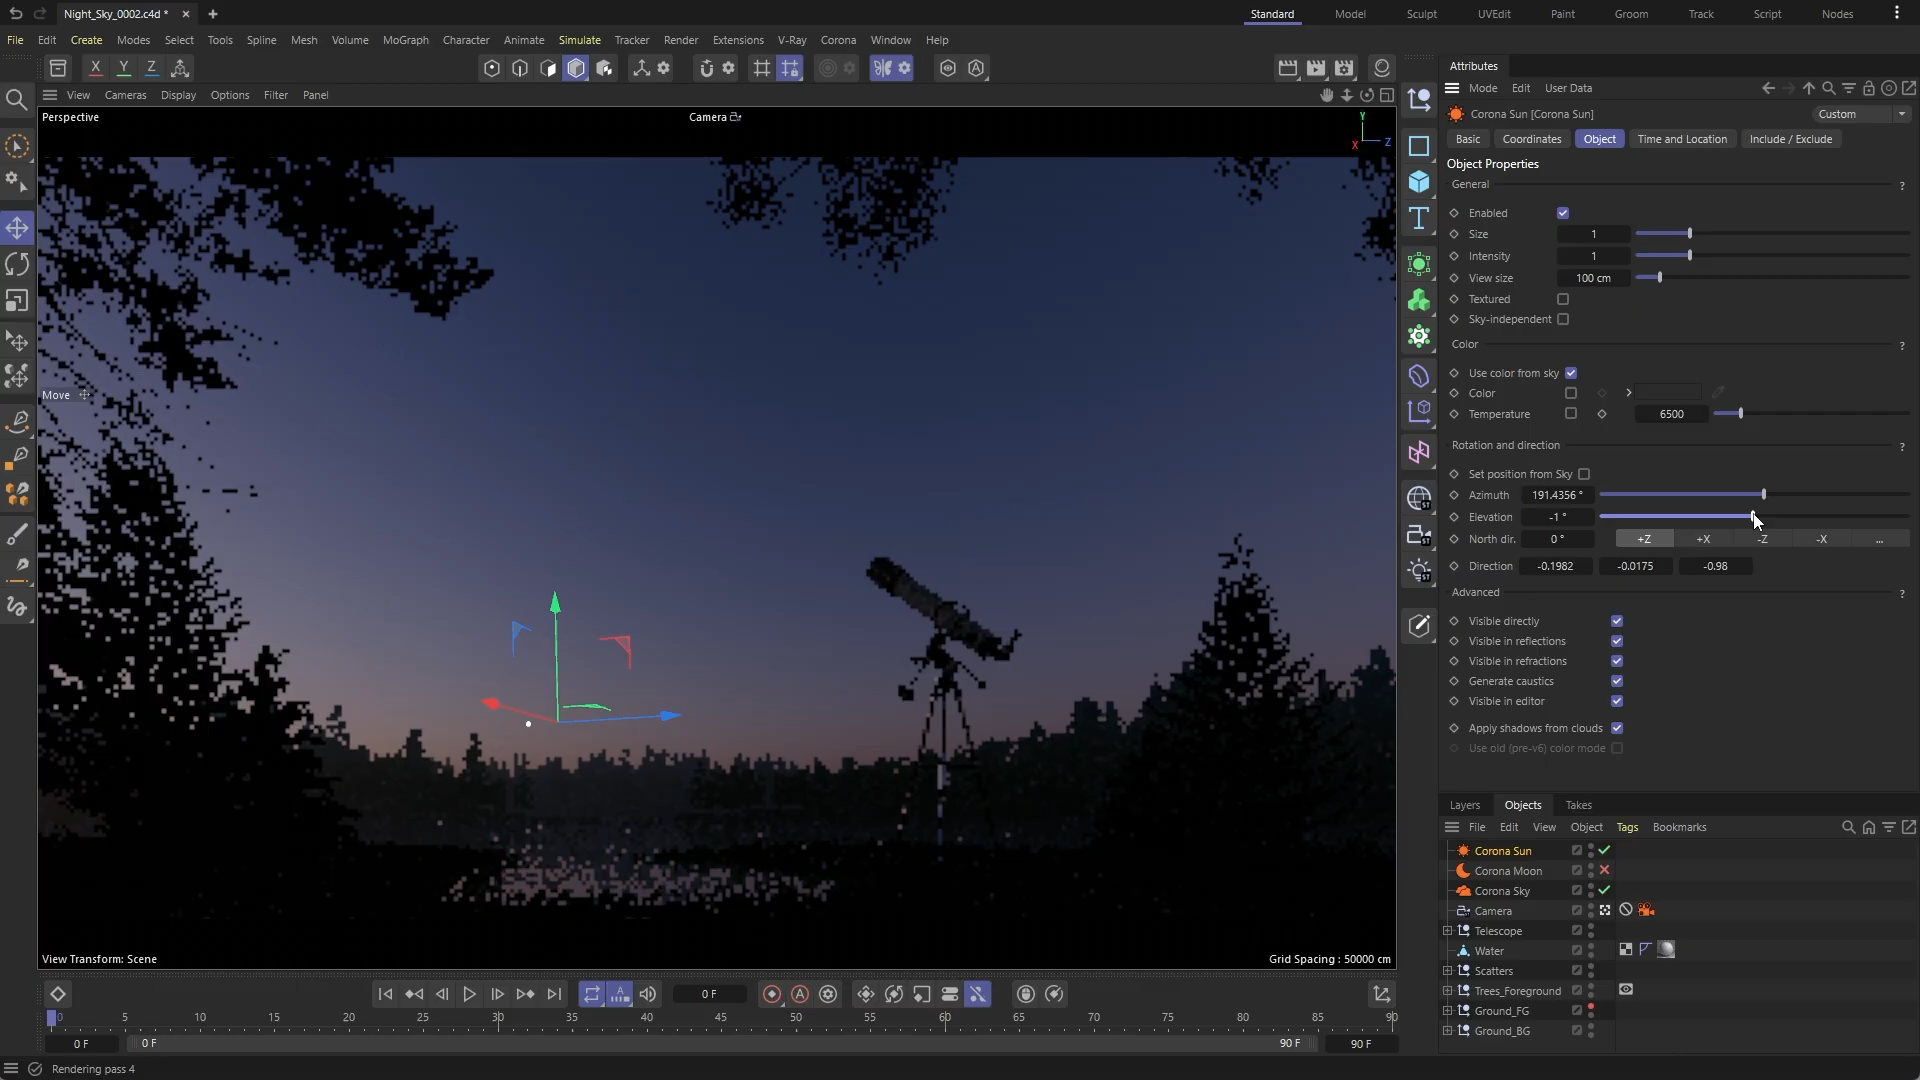 Night_Sky_0002.c4d *
Standard Model Sculpt UVEdit Paint Groom Track Script Nodes
File Edit Create Modes Select Tools Spline Mesh Volume MoGraph Character Animate Simulate Tracker Render Extensions V-Ray Corona Window Help
X Y Z
View Cameras Display Options Filter Panel
Perspective
Camera
Y
X Z
Move
View Transform: Scene
Grid Spacing : 50000 cm
Attributes
Mode Edit User Data
Corona Sun [Corona Sun]
Custom
Basic Coordinates Object Time and Location Include / Exclude
Object Properties
General ?
Enabled
Size 1
Intensity 1
View size 100 cm
Textured
Sky-independent
Color ?
Use color from sky
Color
Temperature 6500
Rotation and direction ?
Set position from Sky
Azimuth 191.4356 °
Elevation -1 °
North dir. 0 ° +Z +X -Z -X ...
Direction -0.1982 -0.0175 -0.98
Advanced ?
Visible directly
Visible in reflections
Visible in refractions
Generate caustics
Visible in editor
Apply shadows from clouds
Use old (pre-v6) color mode
Layers Objects Takes
File Edit View Object Tags Bookmarks
Corona Sun
Corona Moon
Corona Sky
Camera
Telescope
Water
Scatters
Trees_Foreground
Ground_FG
Ground_BG
0 F
0 5 10 15 20 25 30 35 40 45 50 55 60 65 70 75 80 85 90
0 F 0 F 90 F 90 F
Rendering pass 4